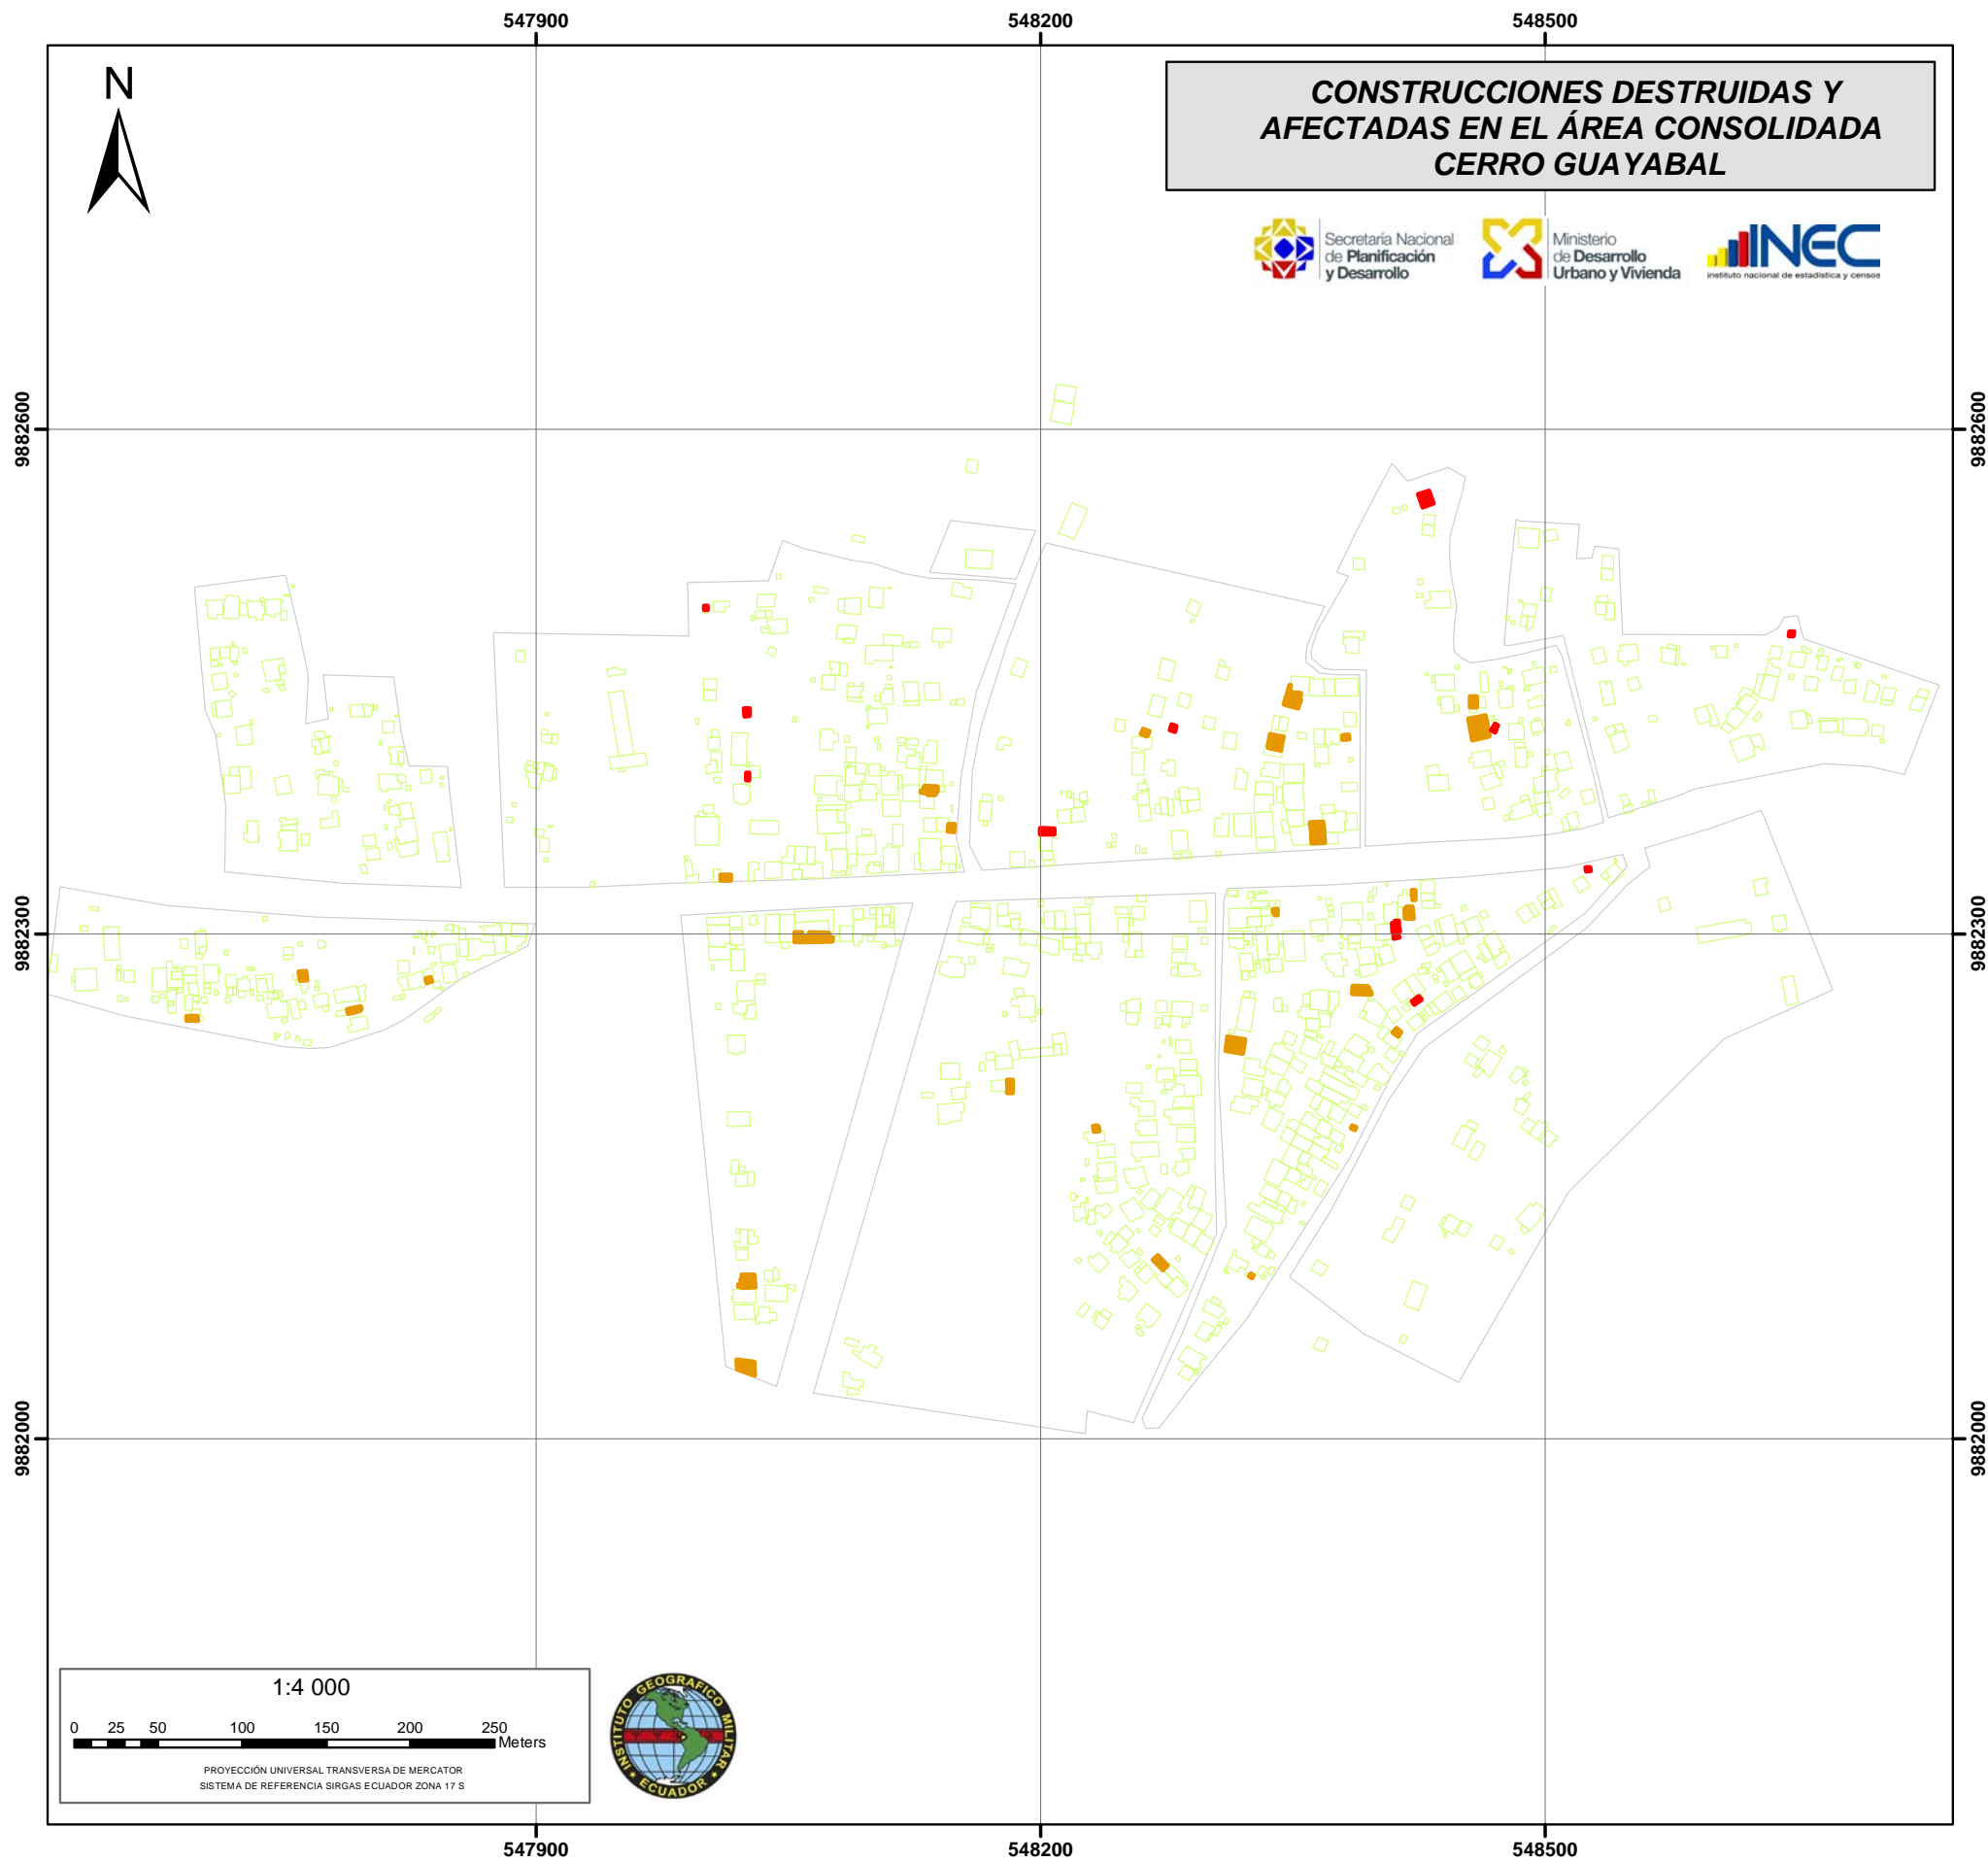 547900
548200
548500
N
CONSTRUCCIONES DESTRUIDAS Y
AFECTADAS EN EL ÁREA CONSOLIDADA
CERRO GUAYABAL
Secretaría Nacional
de Planificación
y Desarrollo
Ministerio
de Desarrollo
Urbano y Vivienda
INEC
instituto nacional de estadística y censos
9882600
9882600
9882300
9882300
9882000
9882000
1:4 000
0 25 50 100 150 200 250
Meters
PROYECCIÓN UNIVERSAL TRANSVERSA DE MERCATOR
SISTEMA DE REFERENCIA SIRGAS ECUADOR ZONA 17 S
INSTITUTO GEOGRAFICO MILITAR
ECUADOR
547900
548200
548500